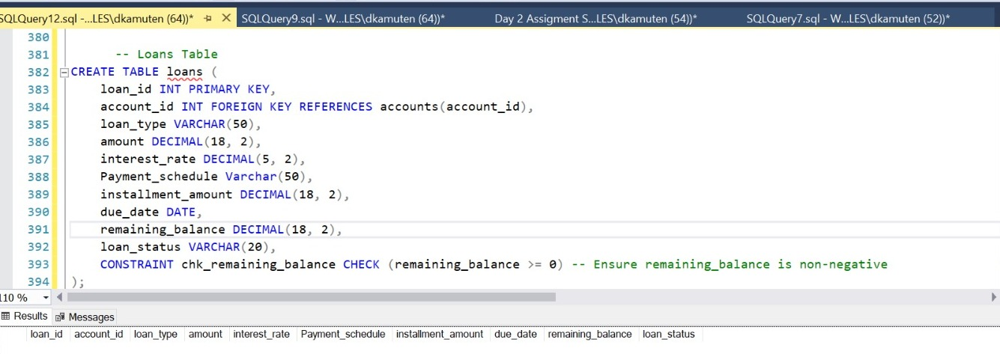 SQLQuery12.sql -...LES\dkamuten (64))* SQLQuery9.sql - W...LES\dkamuten (64))* Day 2 Assigment S...LES\dkamuten (54))* SQLQuery7.sql - W...LES\dkamuten (52))*
380
381 -- Loans Table
382 CREATE TABLE loans (
383 loan_id INT PRIMARY KEY,
384 account_id INT FOREIGN KEY REFERENCES accounts(account_id),
385 loan_type VARCHAR(50),
386 amount DECIMAL(18, 2),
387 interest_rate DECIMAL(5, 2),
388 Payment_schedule Varchar(50),
389 installment_amount DECIMAL(18, 2),
390 due_date DATE,
391 remaining_balance DECIMAL(18, 2),
392 loan_status VARCHAR(20),
393 CONSTRAINT chk_remaining_balance CHECK (remaining_balance >= 0) -- Ensure remaining_balance is non-negative
394 );
110 %
Results Messages
loan_id account_id loan_type amount interest_rate Payment_schedule installment_amount due_date remaining_balance loan_status